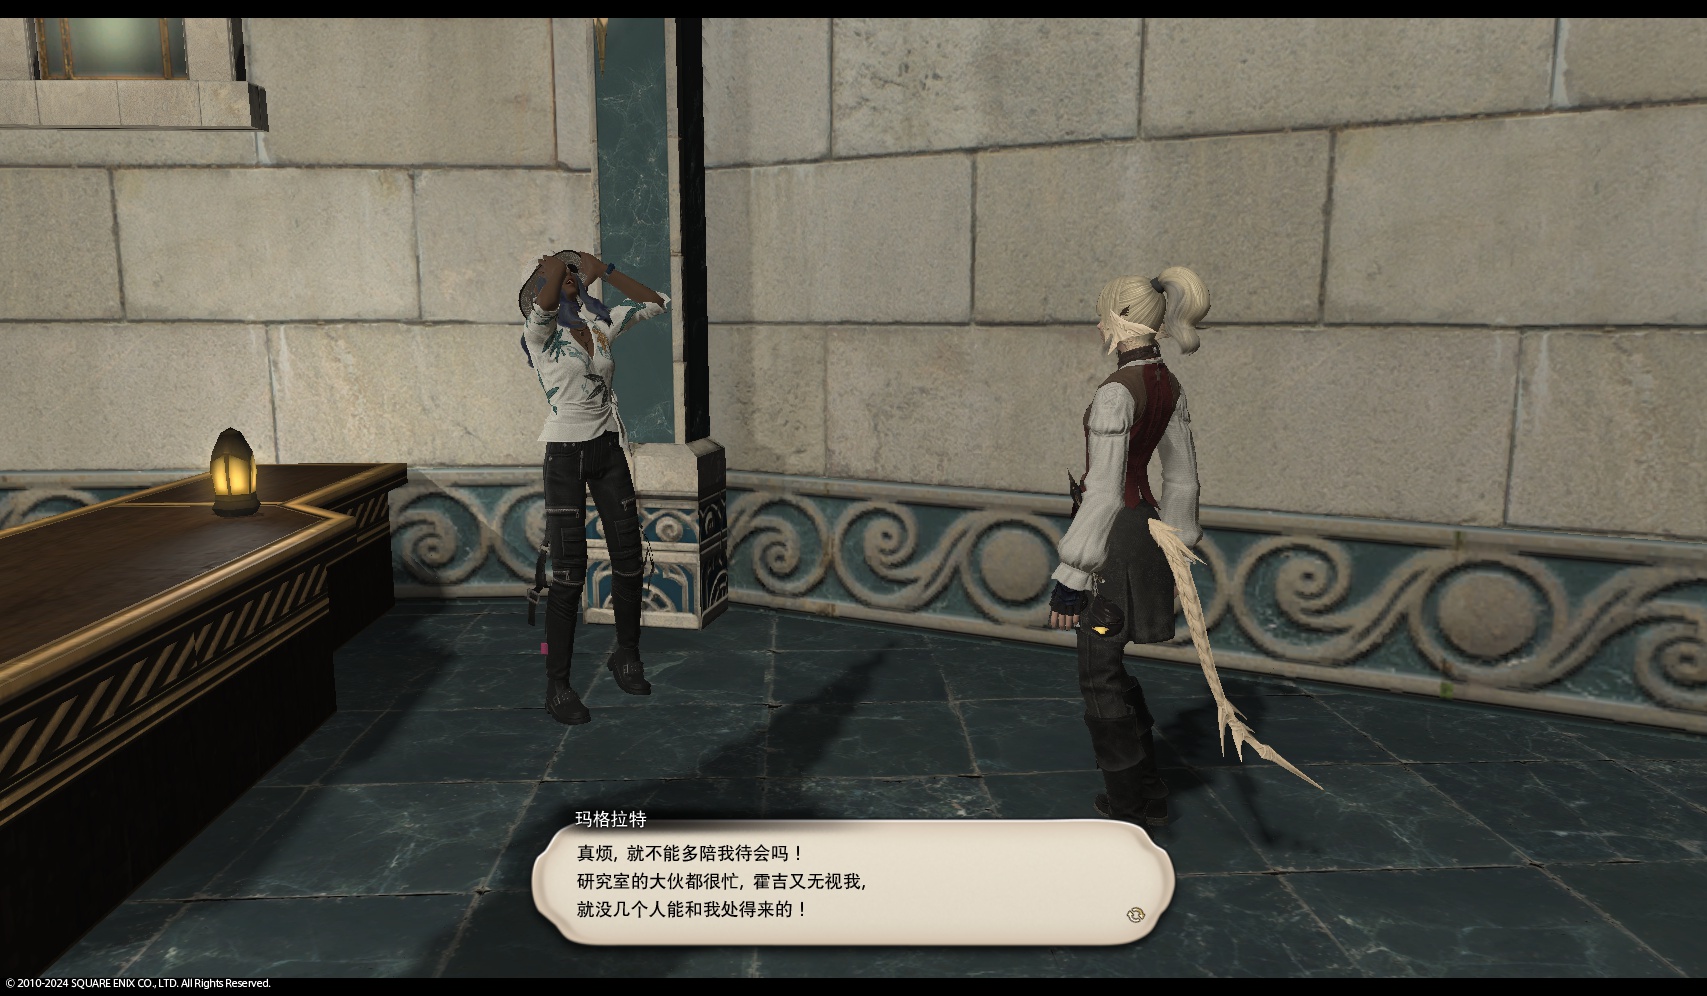 玛格拉特
真烦，就不能多陪我待会吗！
研究室的大伙都很忙，霍吉又无视我，
就没几个人能和我处得来的！
© 2010-2024 SQUARE ENIX CO., LTD. All Rights Reserved.